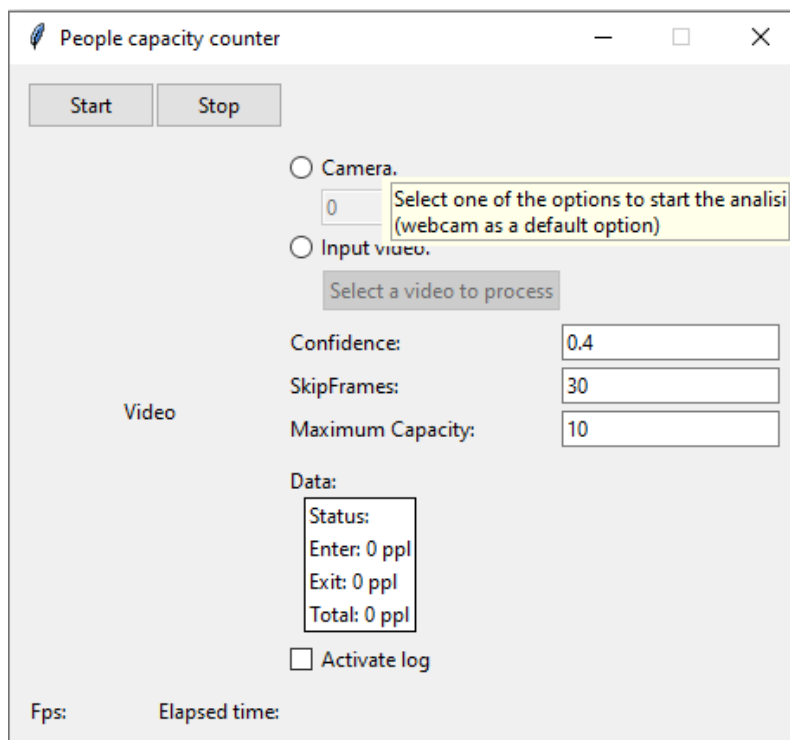 People capacity counter
Start Stop
Camera.
0
Select one of the options to start the analisi
(webcam as a default option)
Input video.
Select a video to process
Confidence: 0.4
SkipFrames: 30
Video
Maximum Capacity: 10
Data:
Status:
Enter: 0 ppl
Exit: 0 ppl
Total: 0 ppl
Activate log
Fps: Elapsed time: